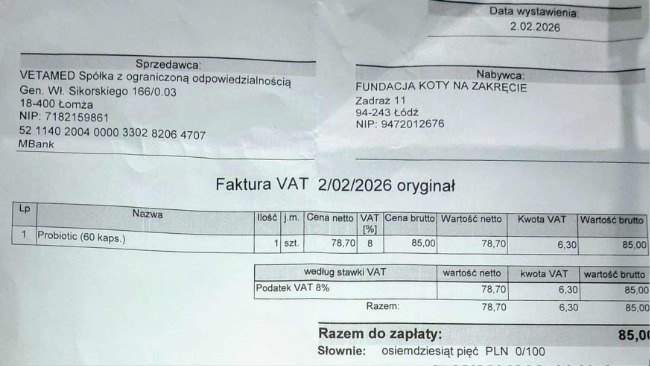 Data wystawienia
2.02.2026
Sprzedawca:
VETAMED Spółka z ograniczoną odpowiedzialnością
Gen. Wł. Sikorskiego 166/0.03
18-400 Łomża
NIP: 7182159861
52 1140 2004 0000 3302 8206 4707
MBank
Nabywca:
FUNDACJA KOTY NA ZAKRĘCIE
Zadraż 11
94-243 Łódź
NIP: 9472012676
Faktura VAT 2/02/2026 oryginał
Lp Nazwa Ilość j.m. Cena netto VAT [%] Cena brutto Wartość netto Kwota VAT Wartość brutto
1 Probiotic (60 kaps.) 1 szt. 78,70 8 85,00 78,70 6,30 85,00
według stawki VAT wartość netto kwota VAT wartość brutto
Podatek VAT 8% 78,70 6,30 85,00
Razem: 78,70 6,30 85,00
Razem do zapłaty: 85,00
Słownie: osiemdziesiąt pięć PLN 0/100